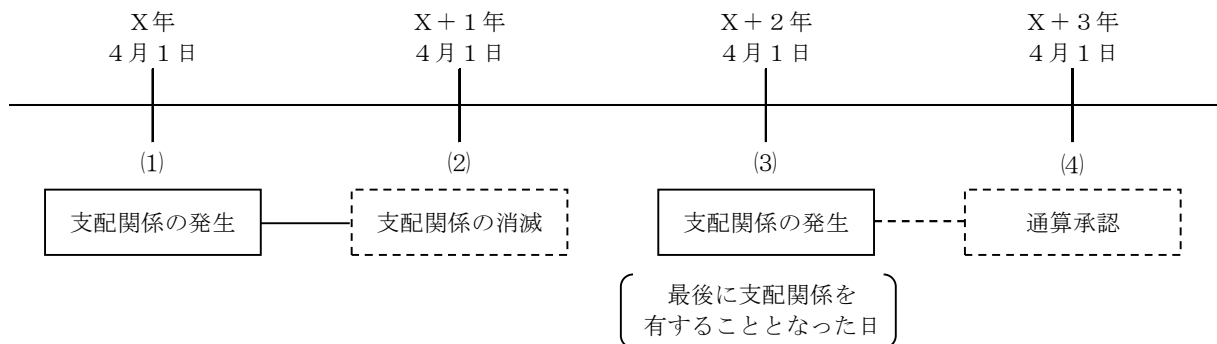 Ⅹ年
４月１日
Ⅹ＋１年
４月１日
Ⅹ＋２年
４月１日
Ⅹ＋３年
４月１日
⑴
⑵
⑶
⑷
支配関係の発生
支配関係の消滅
支配関係の発生
通算承認
最後に支配関係を
有することとなった日